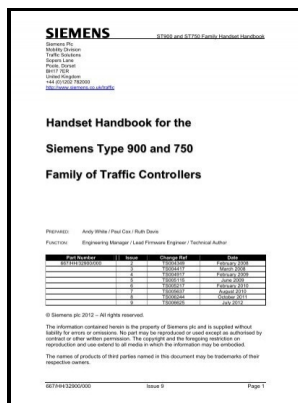 SIEMENS
ST900 and ST750 Family Handset Handbook
Siemens Plc
Mobility Division
Traffic Solutions
Sopers Lane
Poole, Dorset
BH17 7ER
United Kingdom
+44 (0)1202 782000
http://www.siemens.co.uk/traffic
Handset Handbook for the
Siemens Type 900 and 750
Family of Traffic Controllers
PREPARED: Andy White / Paul Cox / Ruth Davis
FUNCTION: Engineering Manager / Lead Firmware Engineer / Technical Author
Part Number Issue Change Ref Date
667/HH/32900/000 2 TS004349 February 2008
3 TS004417 March 2008
4 TS004917 February 2009
5 TS005115 June 2009
6 TS005217 February 2010
7 TS005637 August 2010
8 TS006244 October 2011
9 TS006625 July 2012
© Siemens plc 2012 – All rights reserved.
The information contained herein is the property of Siemens plc and is supplied without
liability for errors or omissions. No part may be reproduced or used except as authorised by
contract or other written permission. The copyright and the foregoing restriction on
reproduction and use extend to all media in which the information may be embodied.
The names of products of third parties named in this document may be trademarks of their
respective owners.
667/HH/32900/000 Issue 9 Page 1